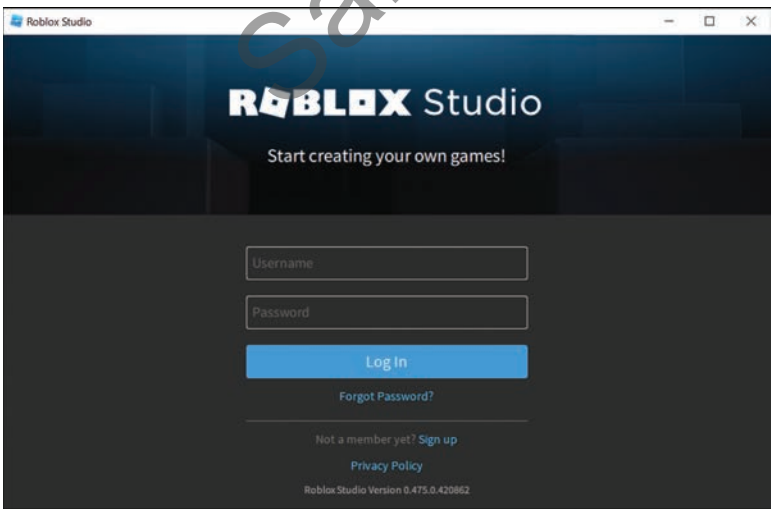 Roblox Studio
ROBLOX Studio
Start creating your own games!
Username
Password
Log In
Forgot Password?
Not a member yet? Sign up
Privacy Policy
Roblox Studio Version 0.475.0.420862